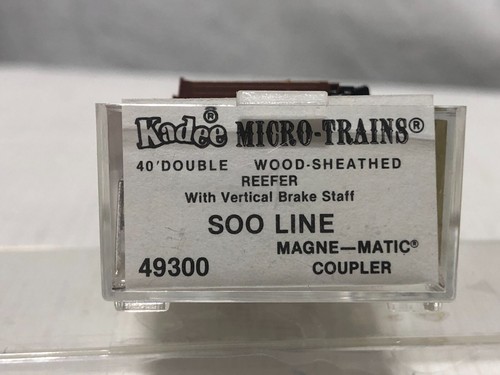 Kadee® MICRO-TRAINS®
40'DOUBLE WOOD-SHEATHED
REEFER
With Vertical Brake Staff
SOO LINE
MAGNE—MATIC®
49300 COUPLER